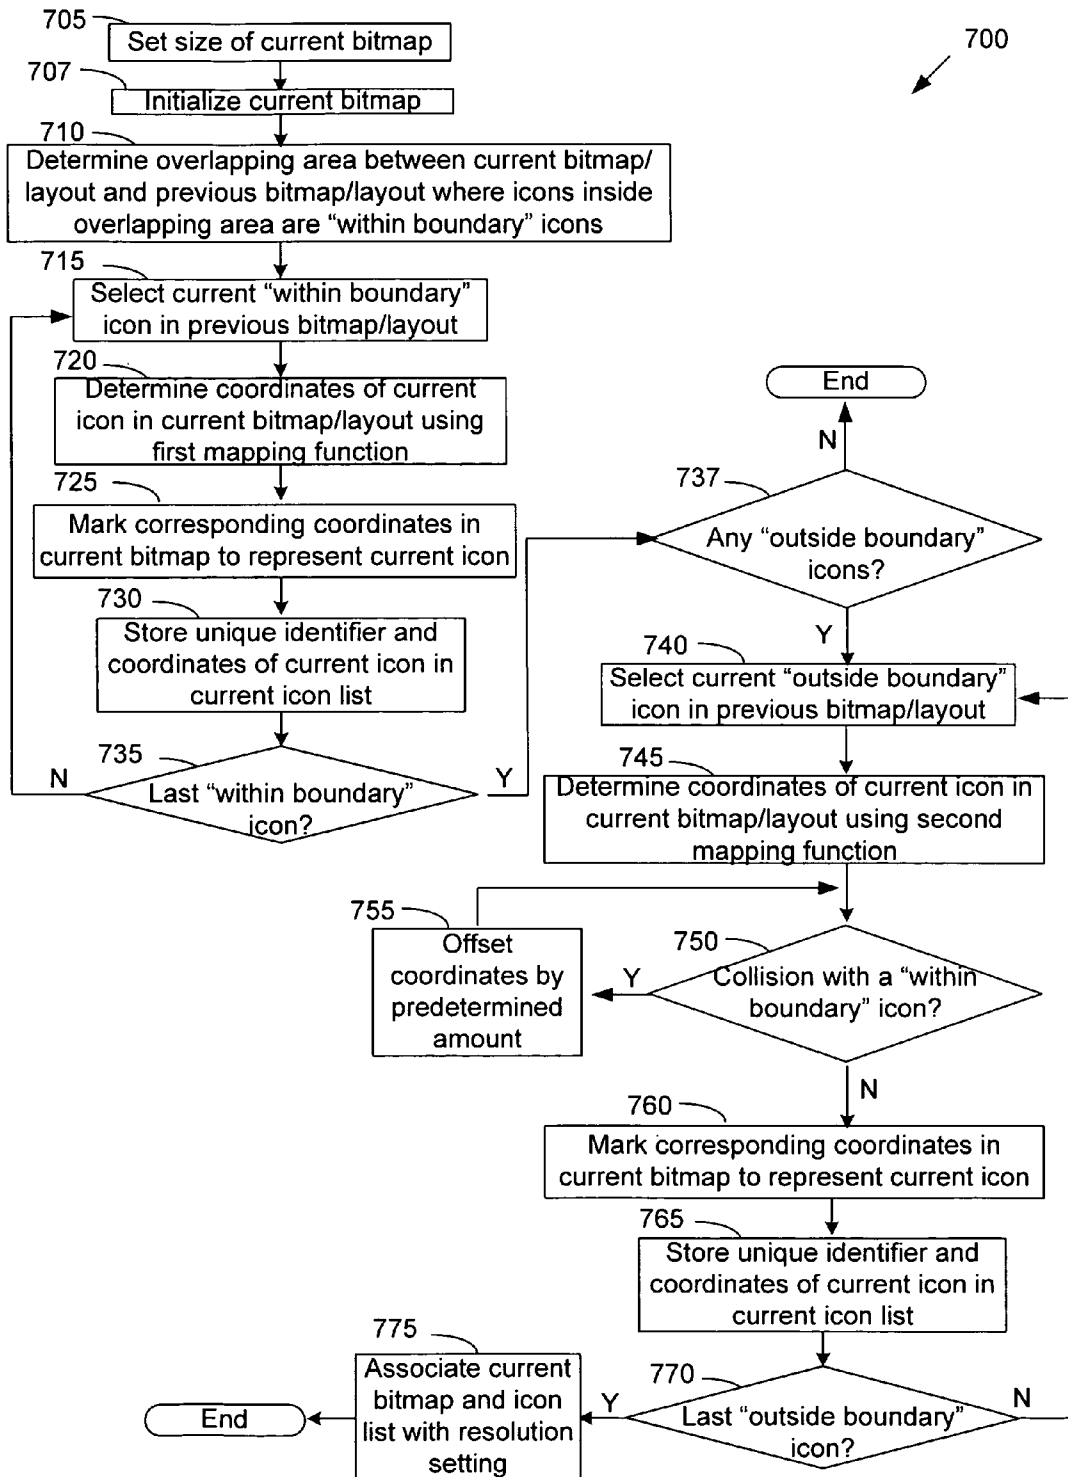 705
Set size of current bitmap
700
707
Initialize current bitmap
710
Determine overlapping area between current bitmap/
layout and previous bitmap/layout where icons inside
overlapping area are “within boundary” icons
715
Select current “within boundary”
icon in previous bitmap/layout
720
Determine coordinates of current
icon in current bitmap/layout using
first mapping function
725
Mark corresponding coordinates in
current bitmap to represent current icon
730
Store unique identifier and
coordinates of current icon in
current icon list
735
N
Y
Last “within boundary”
icon?
End
N
737
Any “outside boundary”
icons?
Y
740
Select current “outside boundary”
icon in previous bitmap/layout
745
Determine coordinates of current icon in
current bitmap/layout using second
mapping function
755
Offset
coordinates by
predetermined
amount
750
Y
Collision with a “within
boundary” icon?
N
760
Mark corresponding coordinates in
current bitmap to represent current icon
765
Store unique identifier and
coordinates of current icon in
current icon list
770
Y
N
Last “outside boundary”
icon?
775
Associate current
bitmap and icon
list with resolution
setting
End